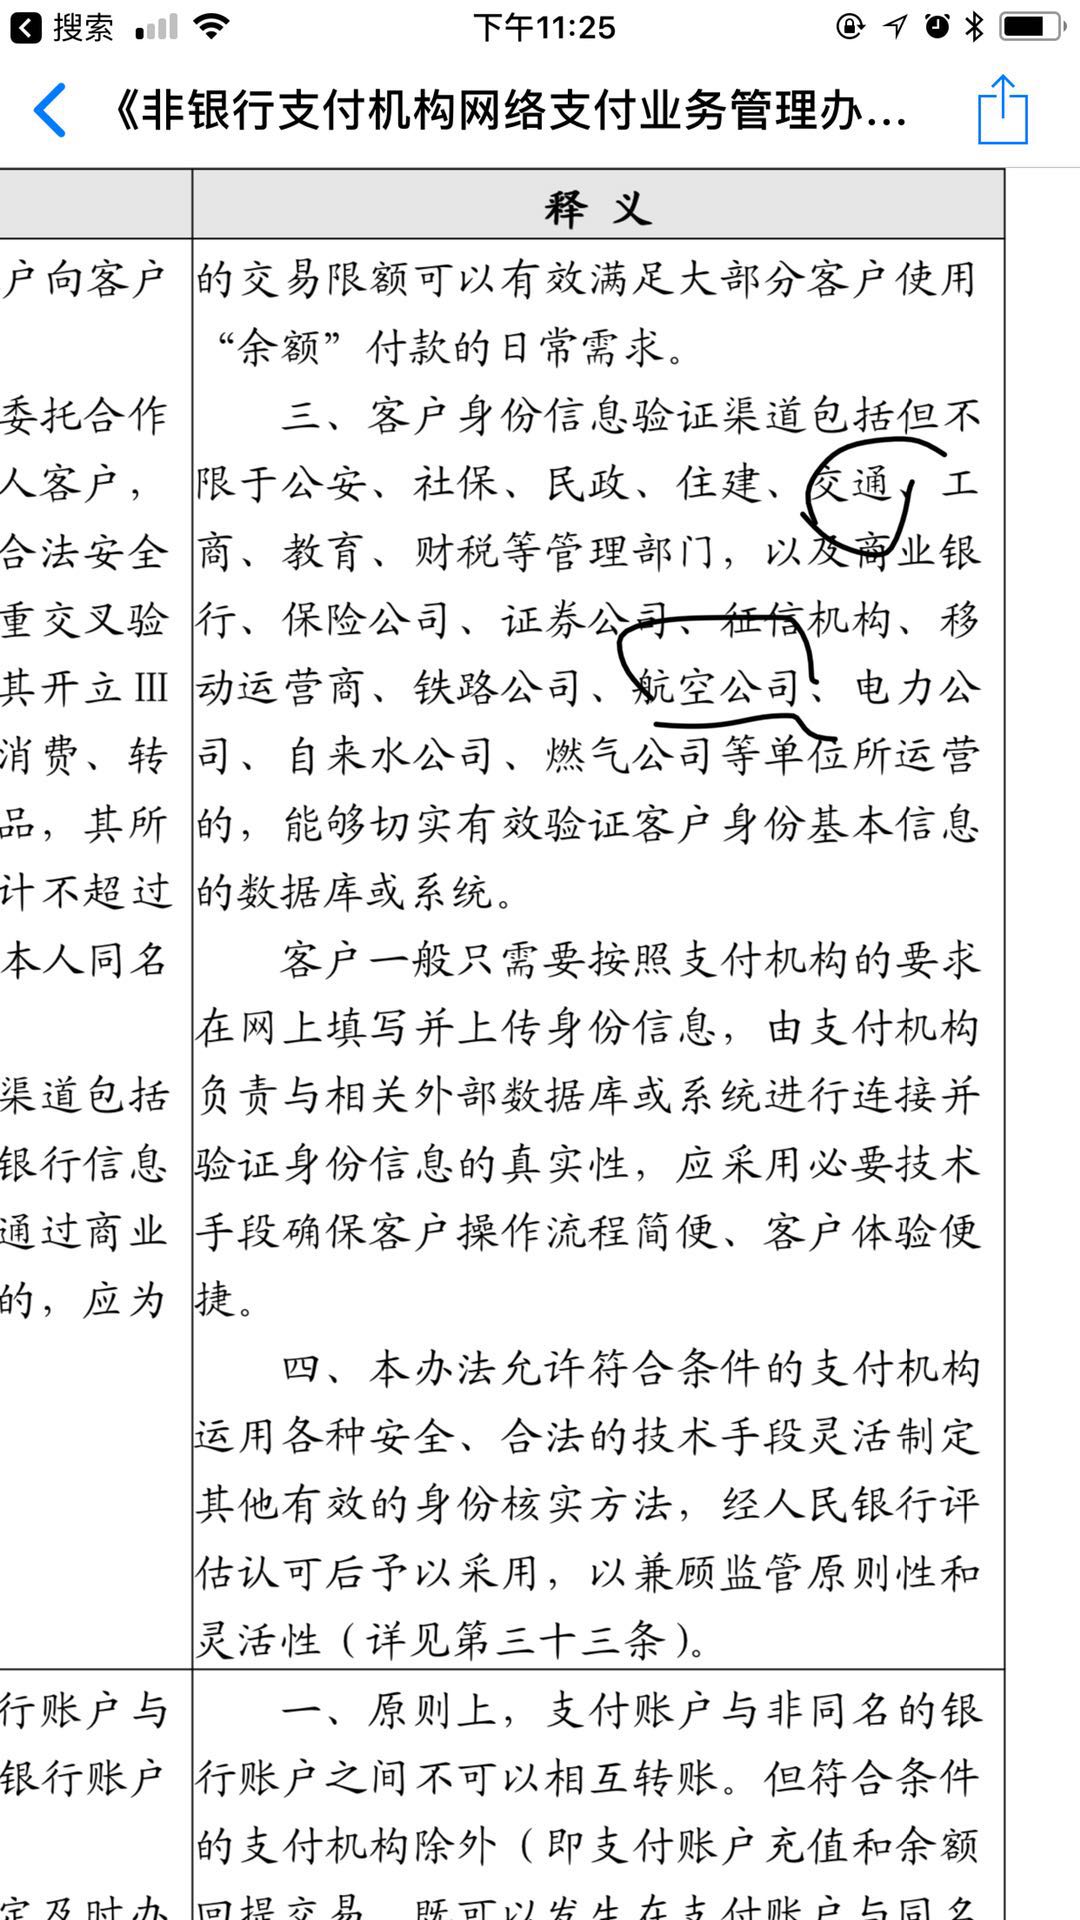 搜索
下午11:25
《非银行支付机构网络支付业务管理办...
释 义
户向客户
委托合作
人客户，
合法安全
重交叉验
其开立 III
消费、转
品，其所
计不超过
本人同名
渠道包括
银行信息
通过商业
的，应为
的交易限额可以有效满足大部分客户使用
“余额”付款的日常需求。
三、客户身份信息验证渠道包括但不
限于公安、社保、民政、住建、交通、工
商、教育、财税等管理部门，以及商业银
行、保险公司、证券公司、征信机构、移
动运营商、铁路公司、航空公司、电力公
司、自来水公司、燃气公司等单位所运营
的，能够切实有效验证客户身份基本信息
的数据库或系统。
客户一般只需要按照支付机构的要求
在网上填写并上传身份信息，由支付机构
负责与相关外部数据库或系统进行连接并
验证身份信息的真实性，应采用必要技术
手段确保客户操作流程简便、客户体验便
捷。
四、本办法允许符合条件的支付机构
运用各种安全、合法的技术手段灵活制定
其他有效的身份核实方法，经人民银行评
估认可后予以采用，以兼顾监管原则性和
灵活性（详见第三十三条）。
行账户与
银行账户
定及时办
一、原则上，支付账户与非同名的银
行账户之间不可以相互转账。但符合条件
的支付机构除外（即支付账户充值和余额
回提交易，既可以发生在支付账户与同名